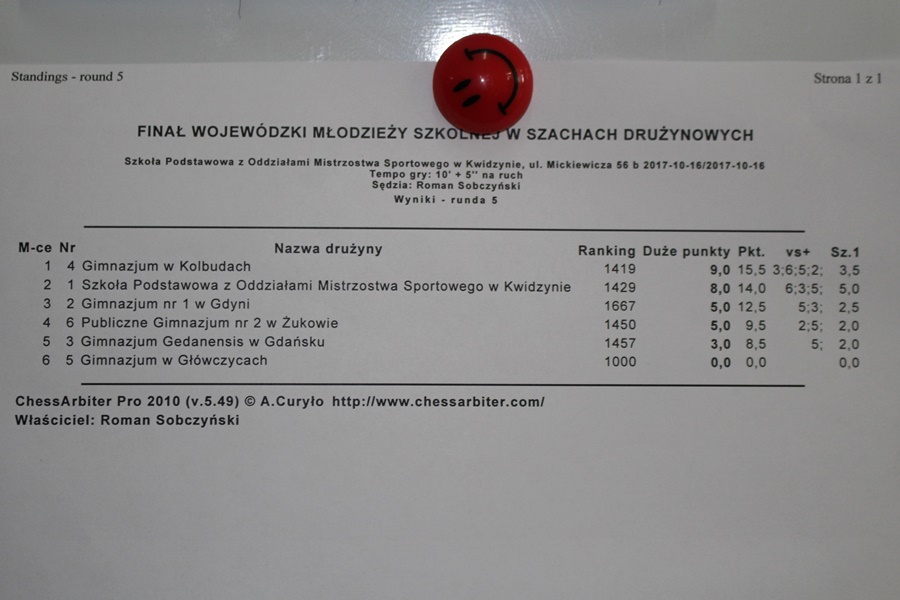 Standings - round 5 Strona 1 z 1
FINAŁ WOJEWÓDZKI MŁODZIEŻY SZKOLNEJ W SZACHACH DRUŻYNOWYCH
Szkoła Podstawowa z Oddziałami Mistrzostwa Sportowego w Kwidzynie, ul. Mickiewicza 56 b 2017-10-16/2017-10-16
Tempo gry: 10' + 5" na ruch
Sędzia: Roman Sobczyński
Wyniki - runda 5
M-ce Nr Nazwa drużyny Ranking Duże punkty Pkt. vs+ Sz.1
1 4 Gimnazjum w Kolbudach 1419 9,0 15,5 3;6;5;2; 3,5
2 1 Szkoła Podstawowa z Oddziałami Mistrzostwa Sportowego w Kwidzynie 1429 8,0 14,0 6;3;5; 5,0
3 2 Gimnazjum nr 1 w Gdyni 1667 5,0 12,5 5;3; 2,5
4 6 Publiczne Gimnazjum nr 2 w Żukowie 1450 5,0 9,5 2;5; 2,0
5 3 Gimnazjum Gedanensis w Gdańsku 1457 3,0 8,5 5; 2,0
6 5 Gimnazjum w Główczycach 1000 0,0 0,0 0,0
ChessArbiter Pro 2010 (v.5.49) © A.Curyło http://www.chessarbiter.com/
Właściciel: Roman Sobczyński